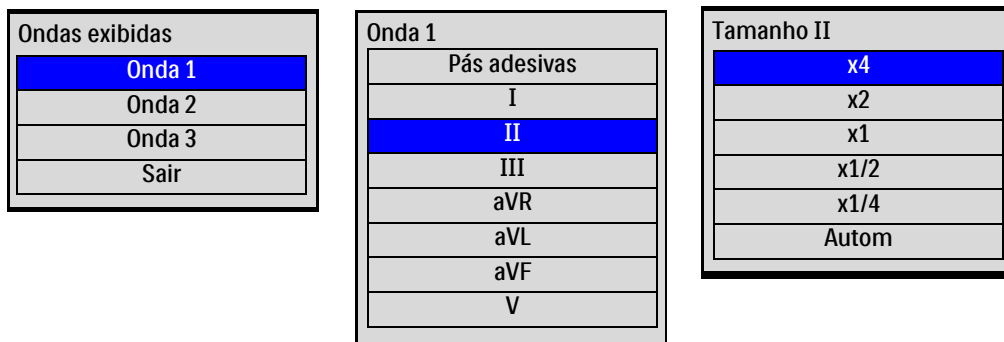 Ondas exibidas
Onda 1
Onda 2
Onda 3
Sair
Onda 1
Pás adesivas
I
II
III
aVR
aVL
aVF
V
Tamanho II
x4
x2
x1
x1/2
x1/4
Autom